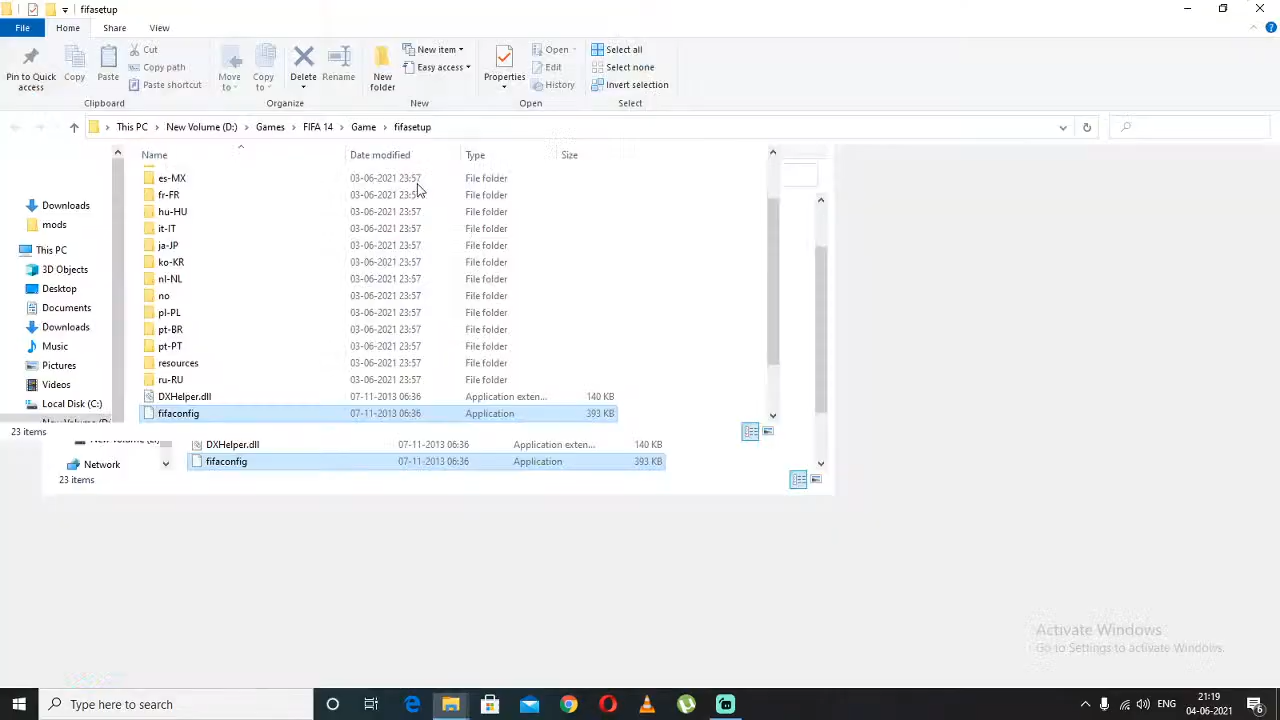 fifasetup
File Home Share View
Pin to Quick access
Copy
Paste
Cut
Copy path
Paste shortcut
Clipboard
Move to
Copy to
Delete
Rename
Organize
New folder
New item
Easy access
New
Properties
Open
Edit
History
Open
Select all
Select none
Invert selection
Select
This PC New Volume (D:) Games FIFA 14 Game fifasetup
Name Date modified Type Size
Downloads
mods
This PC
3D Objects
Desktop
Documents
Downloads
Music
Pictures
Videos
Local Disk (C:)
es-MX 03-06-2021 23:57 File folder
fr-FR 03-06-2021 23:57 File folder
hu-HU 03-06-2021 23:57 File folder
it-IT 03-06-2021 23:57 File folder
ja-JP 03-06-2021 23:57 File folder
ko-KR 03-06-2021 23:57 File folder
nl-NL 03-06-2021 23:57 File folder
no 03-06-2021 23:57 File folder
pl-PL 03-06-2021 23:57 File folder
pt-BR 03-06-2021 23:57 File folder
pt-PT 03-06-2021 23:57 File folder
resources 03-06-2021 23:57 File folder
ru-RU 03-06-2021 23:57 File folder
DXHelper.dll 07-11-2013 06:36 Application exten... 140 KB
fifaconfig 07-11-2013 06:36 Application 393 KB
23 items
DXHelper.dll 07-11-2013 06:36 Application exten... 140 KB
fifaconfig 07-11-2013 06:36 Application 393 KB
Network
23 items
Activate Windows
Go to Settings to activate Windows.
Type here to search
ENG
21:19
04-06-2021
6